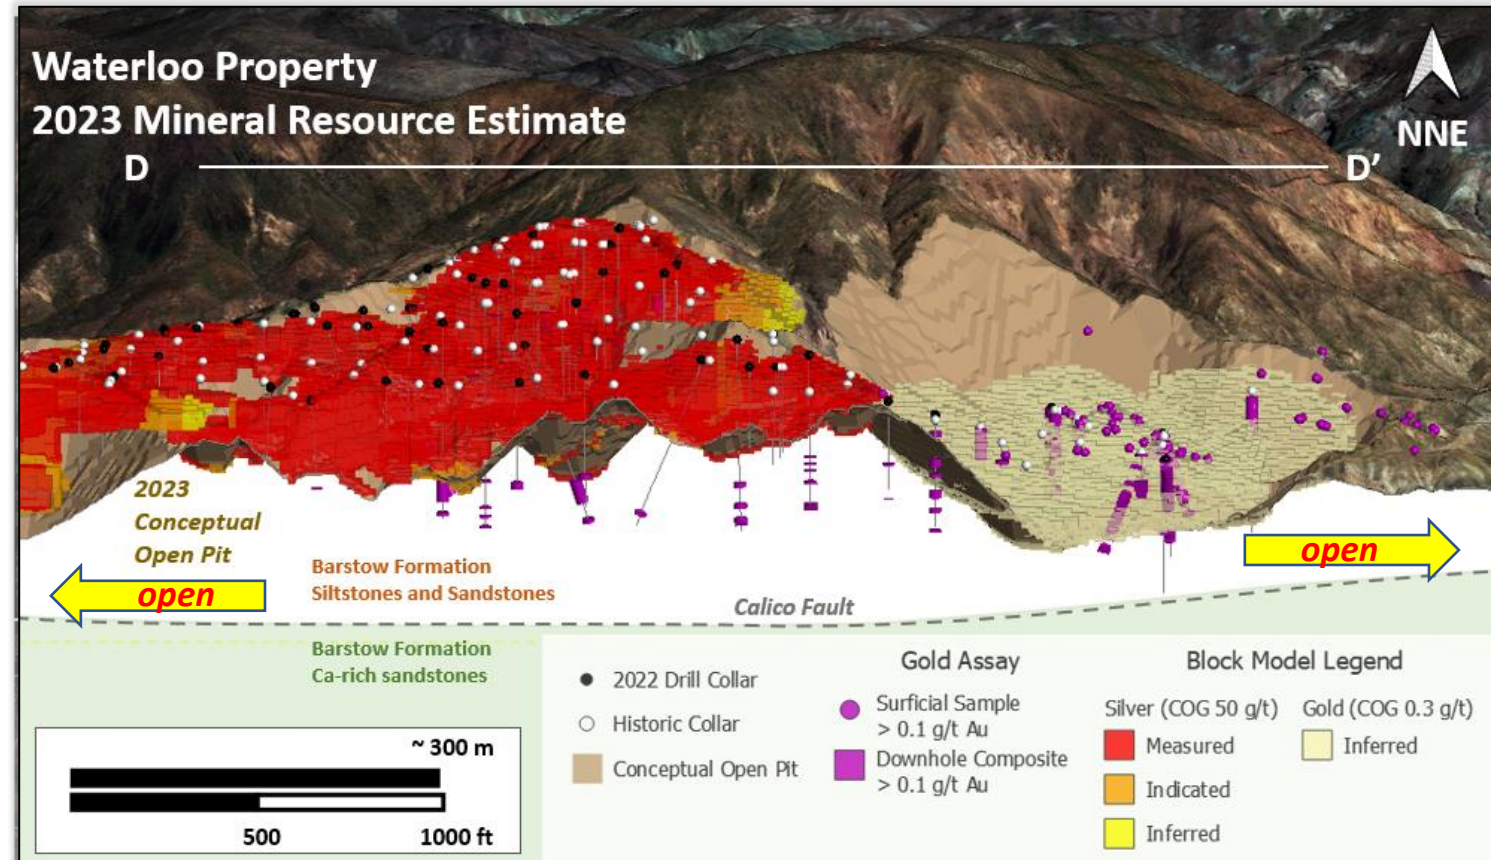 Waterloo Property
2023 Mineral Resource Estimate
D
D’
NNE
2023
Conceptual
Open Pit
open
open
Barstow Formation
Siltstones and Sandstones
Calico Fault
Barstow Formation
Ca-rich sandstones
~ 300 m
500
1000 ft
2022 Drill Collar
Historic Collar
Conceptual Open Pit
Gold Assay
Surficial Sample
> 0.1 g/t Au
Downhole Composite
> 0.1 g/t Au
Block Model Legend
Silver (COG 50 g/t)
Measured
Indicated
Inferred
Gold (COG 0.3 g/t)
Inferred